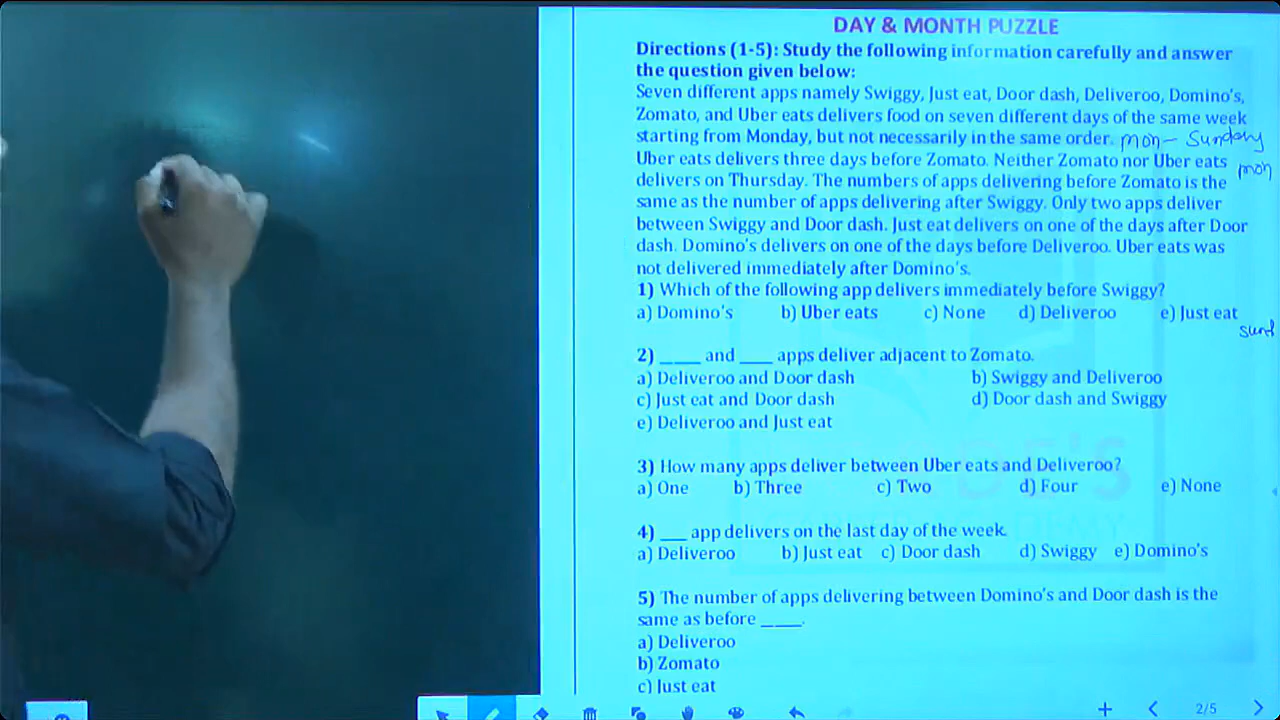 DAY & MONTH PUZZLE
Directions (1-5): Study the following information carefully and answer
the question given below:
Seven different apps namely Swiggy, Just eat, Door dash, Deliveroo, Domino's,
Zomato, and Uber eats delivers food on seven different days of the same week
starting from Monday, but not necessarily in the same order. mon - Sunday
Uber eats delivers three days before Zomato. Neither Zomato nor Uber eats mon
delivers on Thursday. The numbers of apps delivering before Zomato is the
same as the number of apps delivering after Swiggy. Only two apps deliver
between Swiggy and Door dash. Just eat delivers on one of the days after Door
dash. Domino's delivers on one of the days before Deliveroo. Uber eats was
not delivered immediately after Domino's.
1) Which of the following app delivers immediately before Swiggy?
a) Domino's b) Uber eats c) None d) Deliveroo e) Just eat
2) ____ and ____ apps deliver adjacent to Zomato.
a) Deliveroo and Door dash b) Swiggy and Deliveroo
c) Just eat and Door dash d) Door dash and Swiggy
e) Deliveroo and Just eat
3) How many apps deliver between Uber eats and Deliveroo?
a) One b) Three c) Two d) Four e) None
4) ___ app delivers on the last day of the week.
a) Deliveroo b) Just eat c) Door dash d) Swiggy e) Domino's
5) The number of apps delivering between Domino's and Door dash is the
same as before ____.
a) Deliveroo
b) Zomato
c) Just eat
2/5